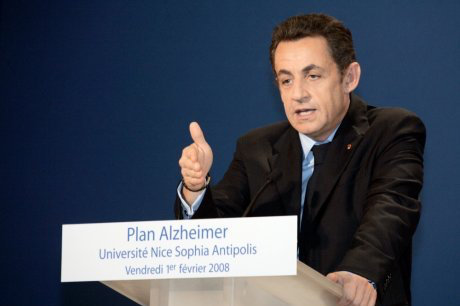 Plan Alzheimer
Université Nice Sophia Antipolis
Vendredi 1er février 2008